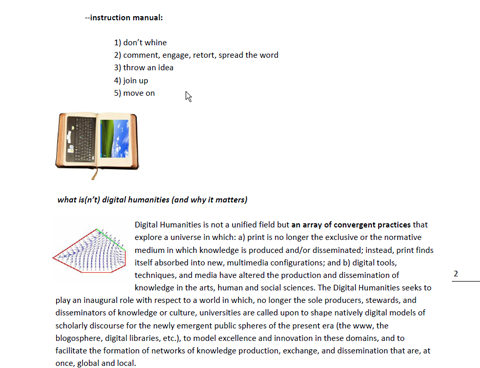 --instruction manual:
1) don't whine
2) comment, engage, retort, spread the word
3) throw an idea
4) join up
5) move on
what is(n't) digital humanities (and why it matters)
Digital Humanities is not a unified field but an array of convergent practices that
explore a universe in which: a) print is no longer the exclusive or the normative
medium in which knowledge is produced and/or disseminated; instead, print finds
itself absorbed into new, multimedia configurations; and b) digital tools,
techniques, and media have altered the production and dissemination of
knowledge in the arts, human and social sciences. The Digital Humanities seeks to
play an inaugural role with respect to a world in which, no longer the sole producers, stewards, and
disseminators of knowledge or culture, universities are called upon to shape natively digital models of
scholarly discourse for the newly emergent public spheres of the present era (the www, the
blogosphere, digital libraries, etc.), to model excellence and innovation in these domains, and to
facilitate the formation of networks of knowledge production, exchange, and dissemination that are, at
once, global and local.
2